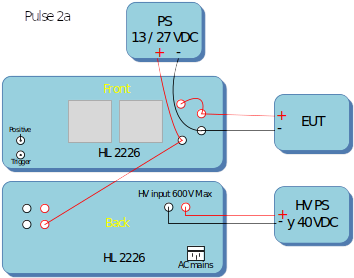 Pulse 2a
PS
13 / 27 VDC
+ -
Front
Positive
Trigger
HL 2226
+
-
EUT
HV input 600V Max
Back
HL 2226
AC mains
+
-
HV PS
y 40VDC